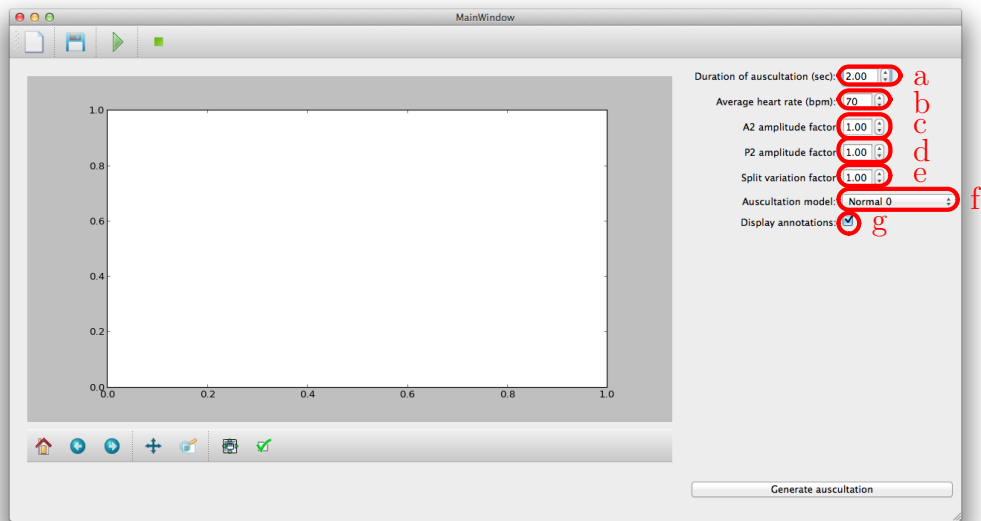 MainWindow
Duration of auscultation (sec): 2.00 a
Average heart rate (bpm): 70 b
A2 amplitude factor 1.00 c
P2 amplitude factor 1.00 d
Split variation factor 1.00 e
Auscultation model: Normal 0 f
Display annotations: g
1.0
0.8
0.6
0.4
0.2
0.0
0.0 0.2 0.4 0.6 0.8 1.0
Generate auscultation